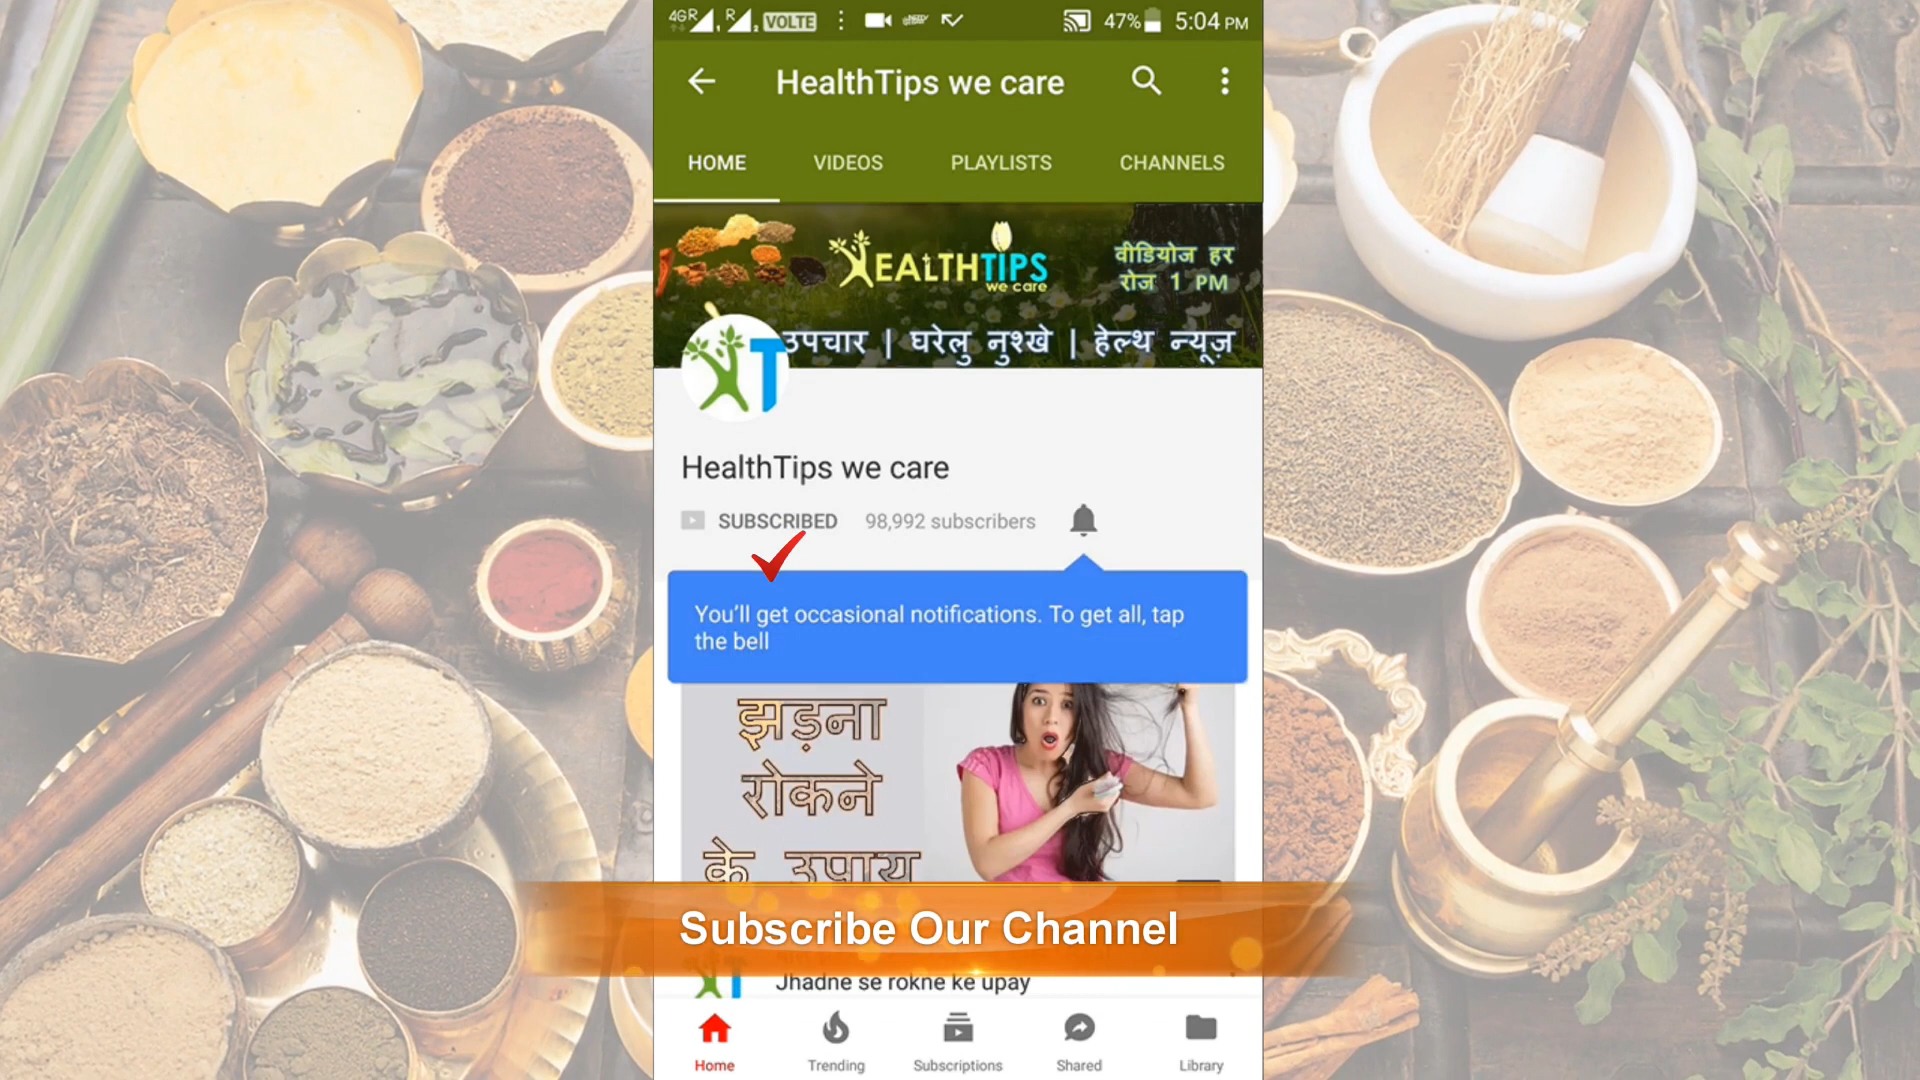 4G R R VOLTE 47% 5:04 PM
HealthTips we care
HOME VIDEOS PLAYLISTS CHANNELS
HEALTHTIPS
we care
वीडियोज हर
रोज 1 PM
उपचार | घरेलु नुश्खे | हेल्थ न्यूज़
T
HealthTips we care
SUBSCRIBED 98,992 subscribers
You'll get occasional notifications. To get all, tap
the bell
झड़ना
रोकने
के उपाय
Subscribe Our Channel
Jhadne se rokne ke upay
Home Trending Subscriptions Shared Library